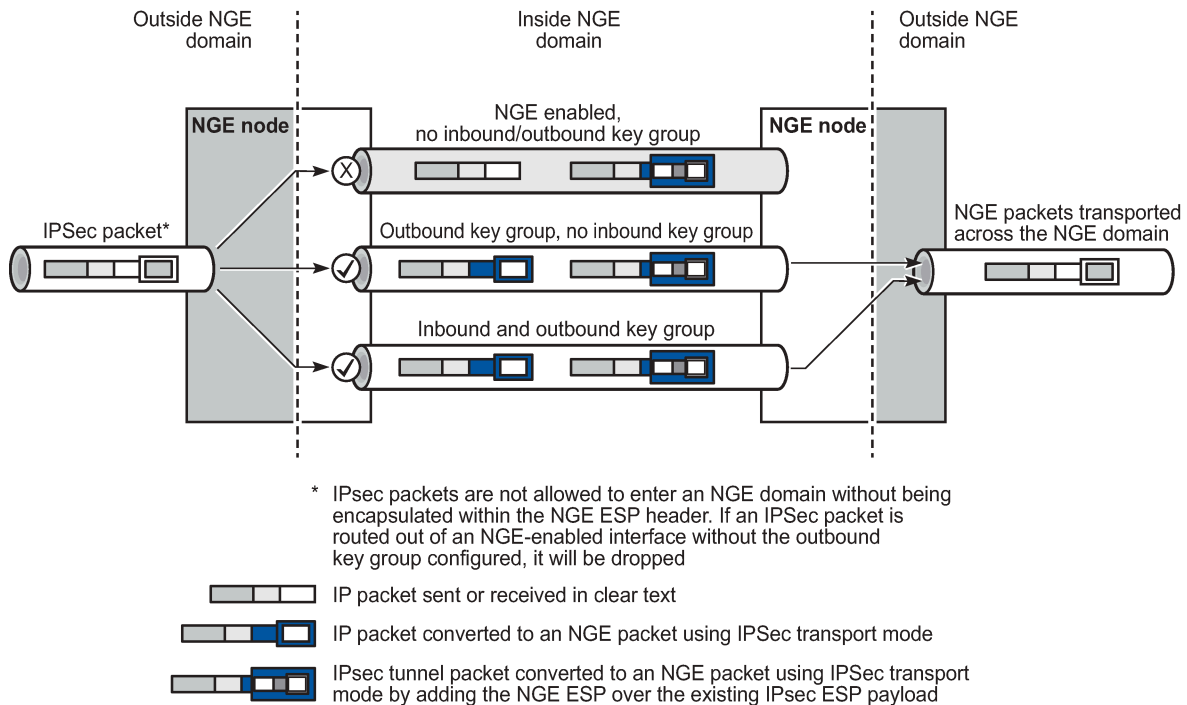 Outside NGE
domain
Inside NGE
domain
Outside NGE
domain
NGE node
NGE enabled,
no inbound/outbound key group
NGE node
X
IPSec packet*
Outbound key group, no inbound key group
NGE packets transported
across the NGE domain
Inbound and outbound key group
* IPsec packets are not allowed to enter an NGE domain without being
encapsulated within the NGE ESP header. If an IPSec packet is
routed out of an NGE-enabled interface without the outbound
key group configured, it will be dropped
IP packet sent or received in clear text
IP packet converted to an NGE packet using IPSec transport mode
IPsec tunnel packet converted to an NGE packet using IPSec transport
mode by adding the NGE ESP over the existing IPsec ESP payload